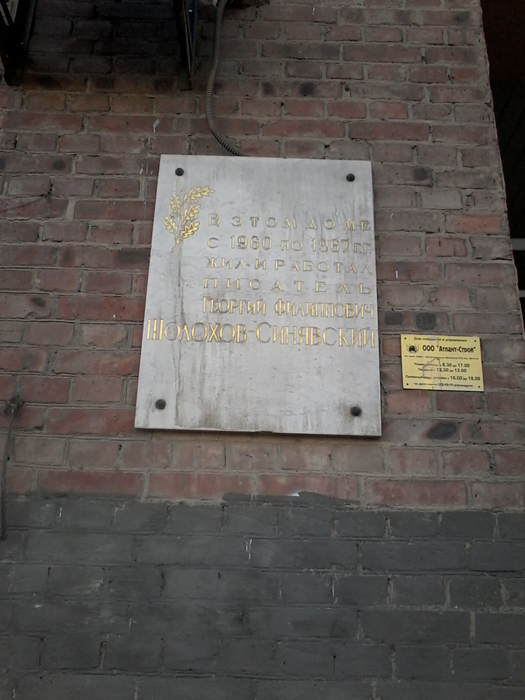 В ЭТОМ ДОМЕ
С 1960 ПО 1967 ГГ.
ЖИЛ И РАБОТАЛ
ПИСАТЕЛЬ
ГЕОРГИЙ ФИЛИППОВИЧ
ШОЛОХОВ-СИНЯВСКИЙ
ООО "Атлант-Строй"